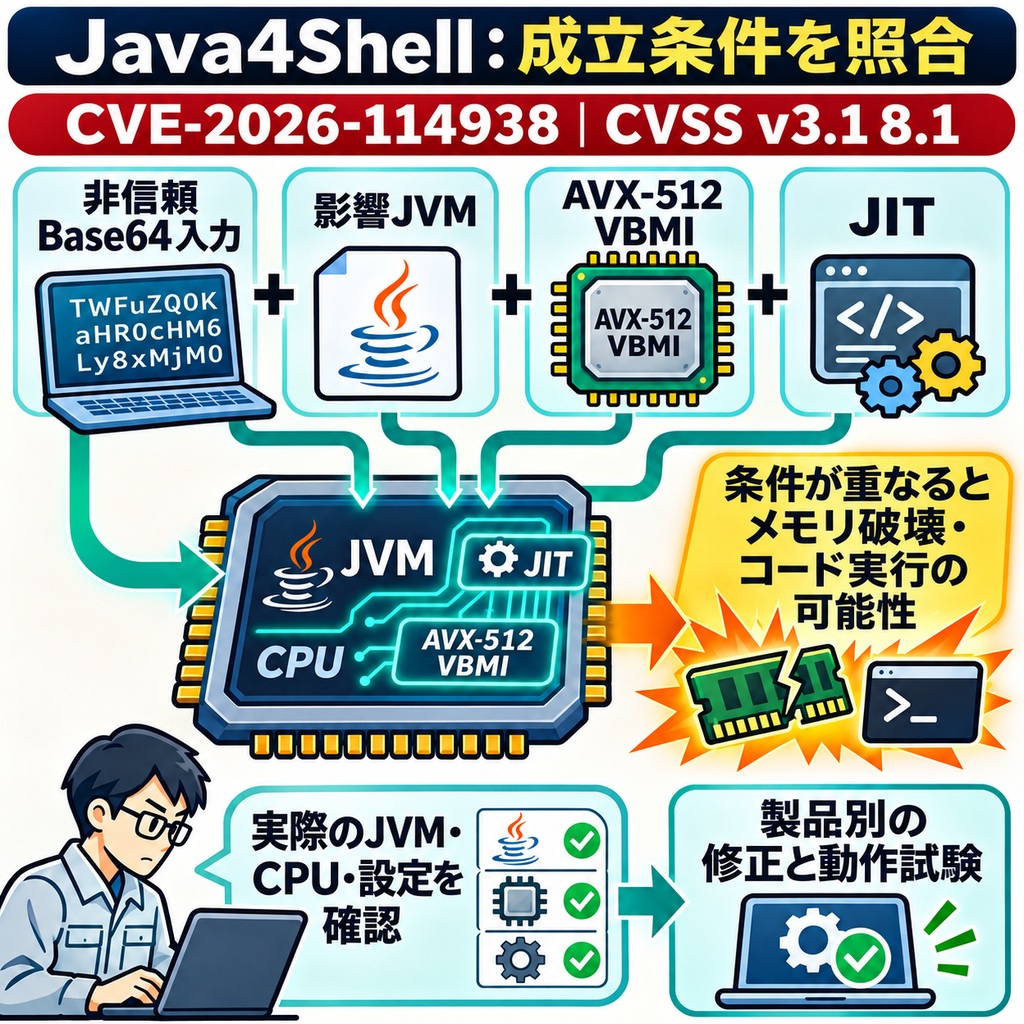 Java4Shell：成立条件を照合
CVE-2026-114938｜CVSS v3.1 8.1
非信頼
Base64入力
TWFuZQ0K
aHR0cHM6
Ly8xMjM0
影響JVM
AVX-512
VBMI
AVX-512
VBMI
JIT
</>
JVM
JIT
CPU
AVX-512
VBMI
条件が重なると
メモリ破壊・
コード実行の
可能性
>_
実際のJVM・
CPU・設定を
確認
製品別の
修正と動作試験